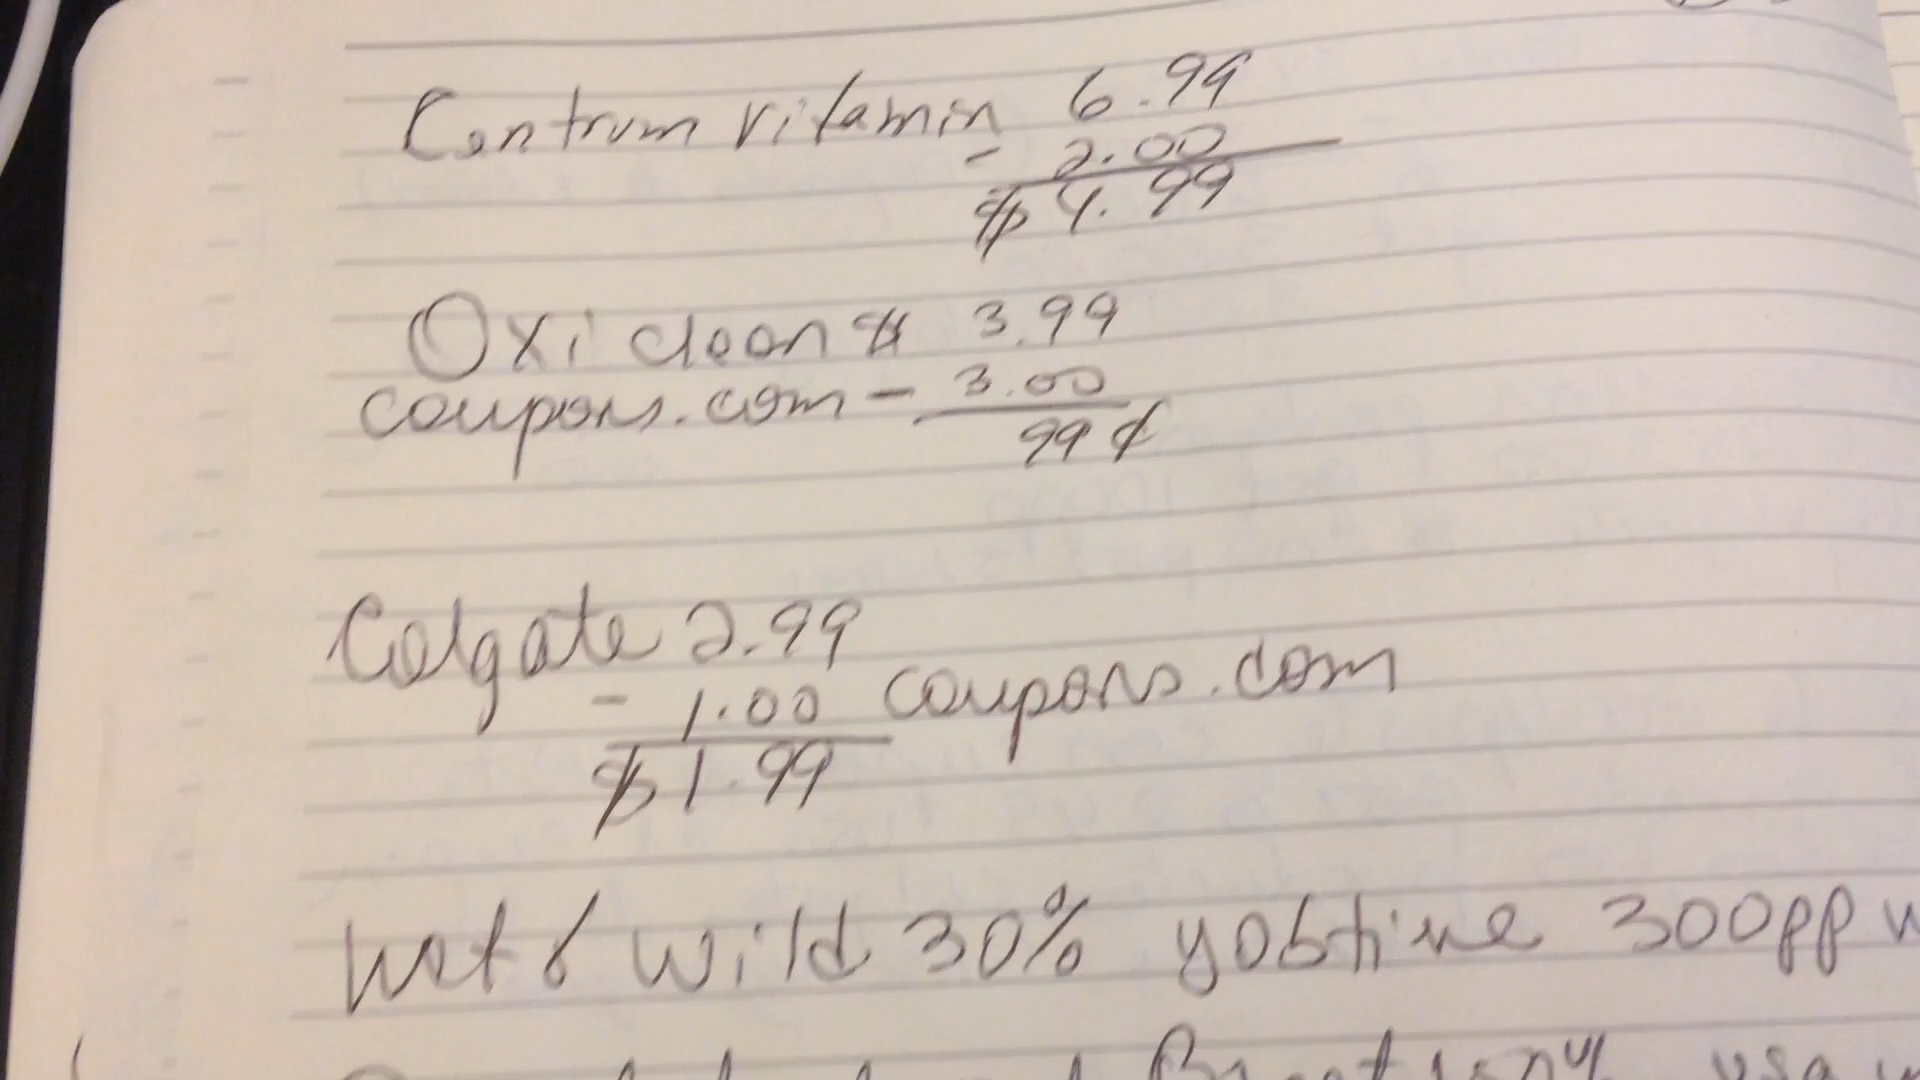 Centrum vitamin 6.99
- 2.00
$ 4.99
Oxi clean $ 3.99
coupons.com - 3.00
99 ¢
Colgate 2.99
- 1.00 coupons.com
$ 1.99
Wet & Wild 30% yobtive 300pp